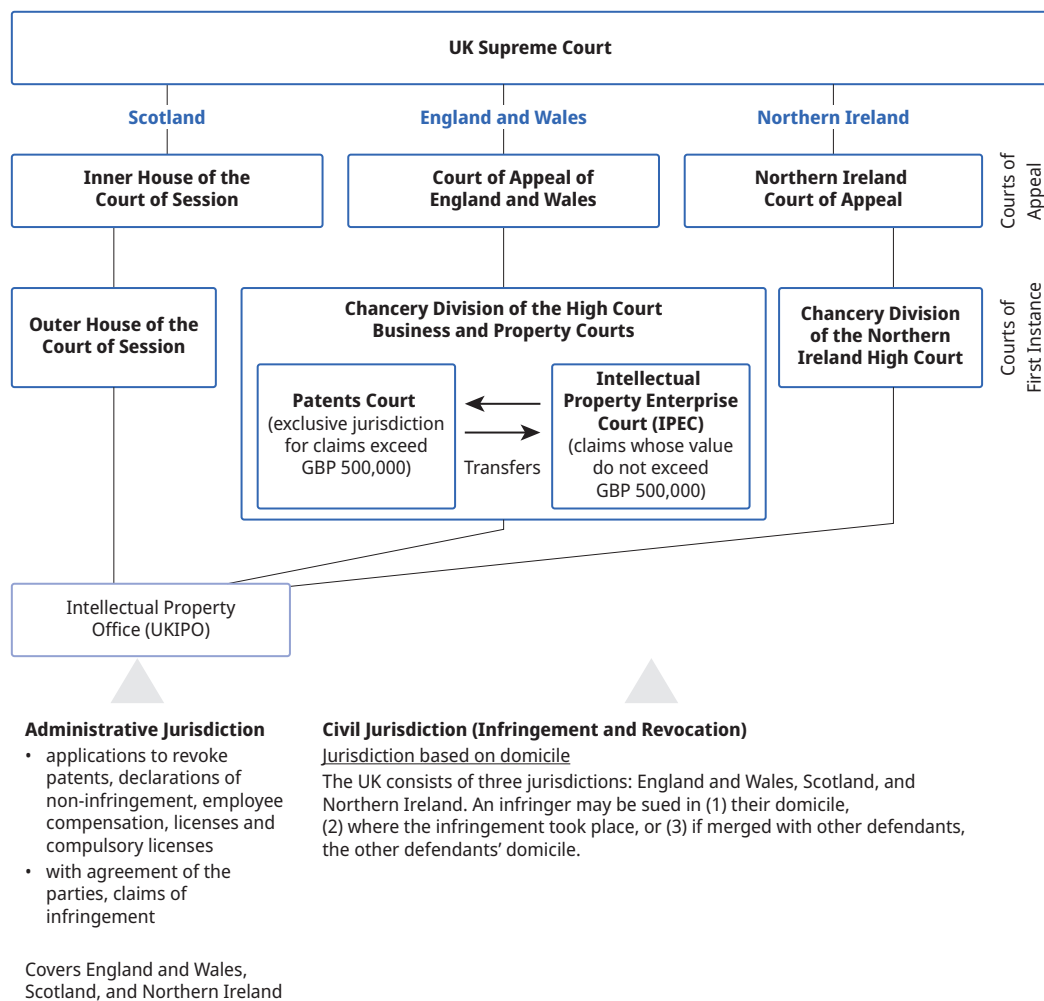 UK Supreme Court
Scotland
England and Wales
Northern Ireland
Inner House of the
Court of Session
Court of Appeal of
England and Wales
Northern Ireland
Court of Appeal
Courts of
Appeal
Outer House of the
Court of Session
Chancery Division of the High Court
Business and Property Courts
Patents Court
(exclusive jurisdiction
for claims exceed
GBP 500,000)
Transfers
Intellectual
Property Enterprise
Court (IPEC)
(claims whose value
do not exceed
GBP 500,000)
Chancery Division
of the Northern
Ireland High Court
Courts of
First Instance
Intellectual Property
Office (UKIPO)
Administrative Jurisdiction
• applications to revoke
patents, declarations of
non-infringement, employee
compensation, licenses and
compulsory licenses
• with agreement of the
parties, claims of
infringement
Covers England and Wales,
Scotland, and Northern Ireland
Civil Jurisdiction (Infringement and Revocation)
Jurisdiction based on domicile
The UK consists of three jurisdictions: England and Wales, Scotland, and
Northern Ireland. An infringer may be sued in (1) their domicile,
(2) where the infringement took place, or (3) if merged with other defendants,
the other defendants’ domicile.